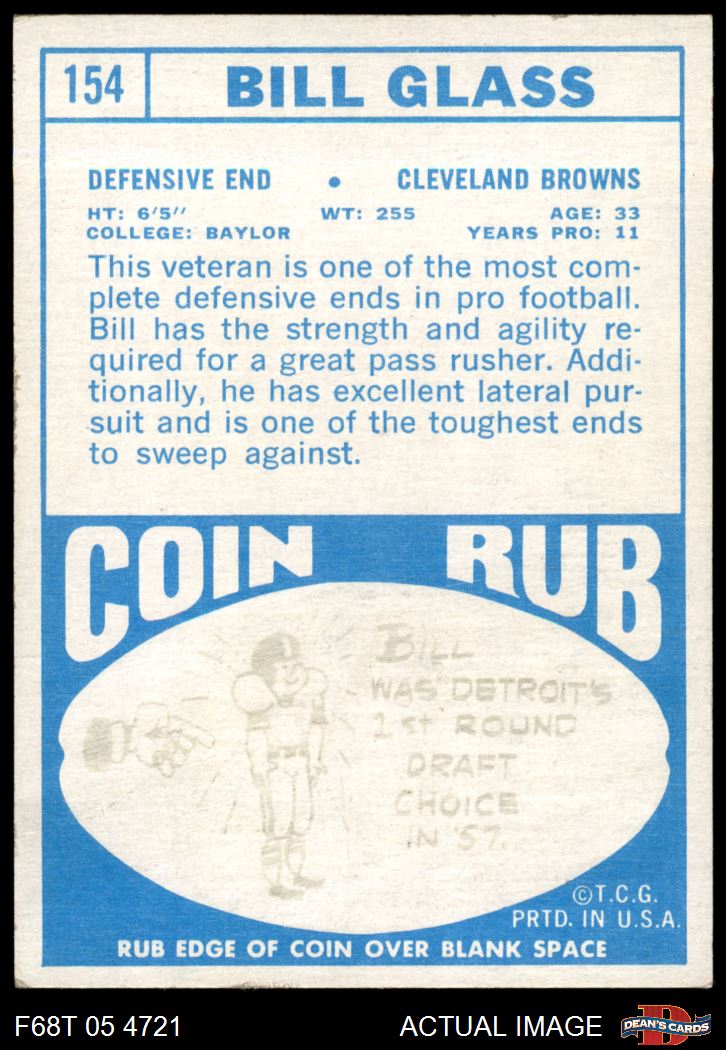 154
BILL GLASS
DEFENSIVE END • CLEVELAND BROWNS
HT: 6'5" WT: 255 AGE: 33
COLLEGE: BAYLOR YEARS PRO: 11
This veteran is one of the most com-
plete defensive ends in pro football.
Bill has the strength and agility re-
quired for a great pass rusher. Addi-
tionally, he has excellent lateral pur-
suit and is one of the toughest ends
to sweep against.
COIN RUB
BILL
WAS DETROIT'S
1st ROUND
DRAFT
CHOICE
IN '57.
©T.C.G.
PRTD. IN U.S.A.
RUB EDGE OF COIN OVER BLANK SPACE
F68T 05 4721
ACTUAL IMAGE
D
DEAN'S CARDS